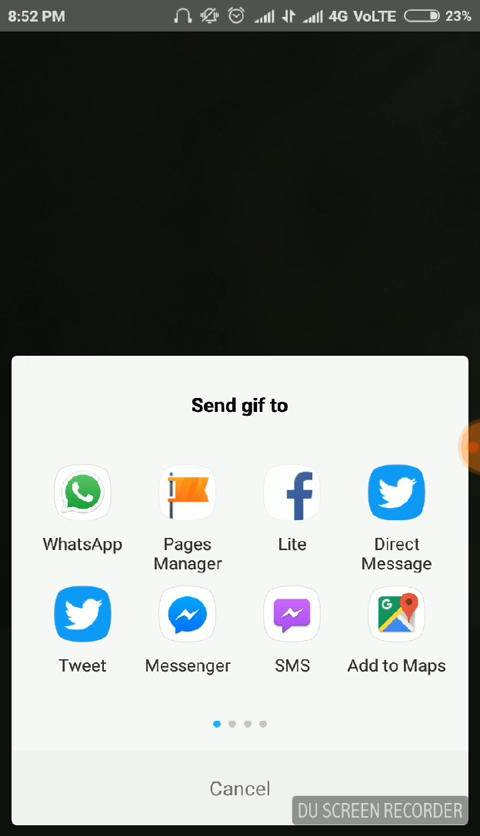 8:52 PM 4G VoLTE 23%
Send gif to
WhatsApp Pages Manager Lite Direct Message
Tweet Messenger SMS Add to Maps
Cancel
DU SCREEN RECORDER